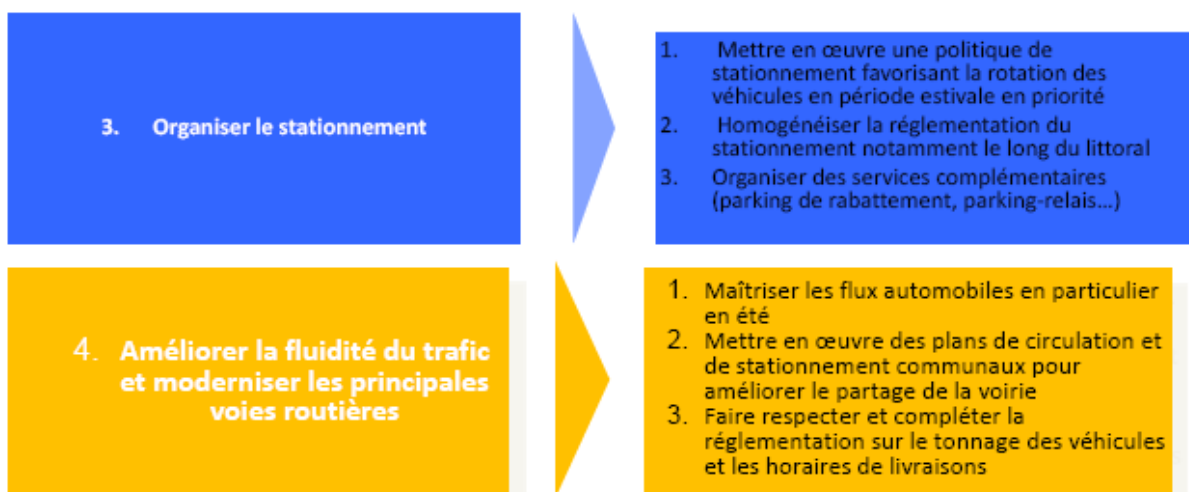 3. Organiser le stationnement
1. Mettre en œuvre une politique de
stationnement favorisant la rotation des
véhicules en période estivale en priorité
2. Homogénéiser la réglementation du
stationnement notamment le long du littoral
3. Organiser des services complémentaires
(parking de rabattement, parking-relais...)
4. Améliorer la fluidité du trafic
et moderniser les principales
voies routières
1. Maîtriser les flux automobiles en particulier
en été
2. Mettre en œuvre des plans de circulation et
de stationnement communaux pour
améliorer le partage de la voirie
3. Faire respecter et compléter la
réglementation sur le tonnage des véhicules
et les horaires de livraisons